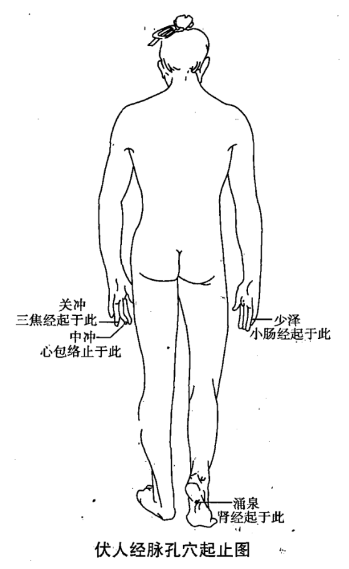 关冲
三焦经起于此
中冲
心包络止于此
少泽
小肠经起于此
涌泉
肾经起于此
伏人经脉孔穴起止图